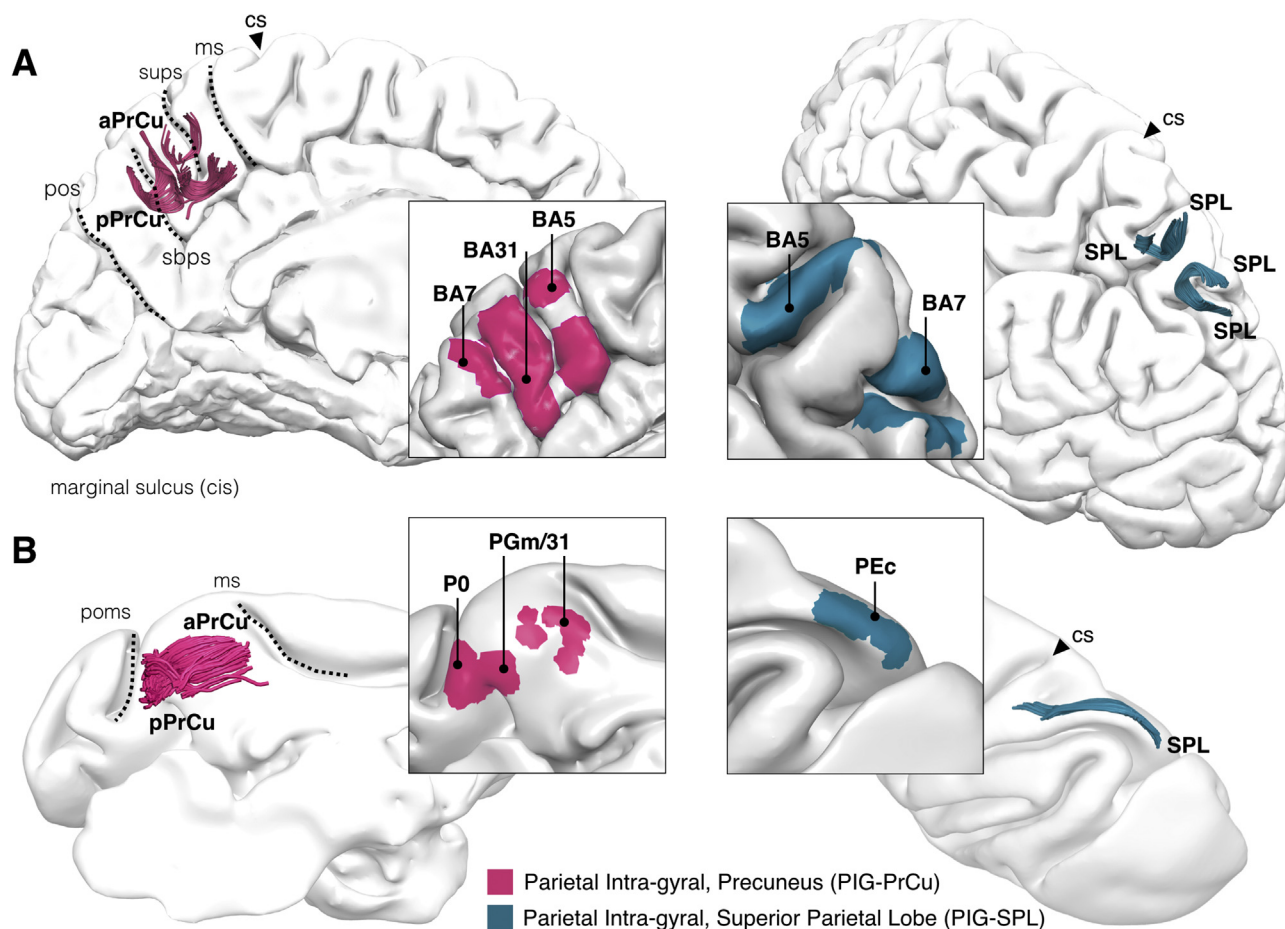 A
cs
ms
sups
aPrCu
pos
pPrCu
sbps
BA5
BA31
BA7
marginal sulcus (cis)
cs
SPL
SPL
SPL
SPL
BA5
BA7
B
ms
poms
aPrCu
pPrCu
PGm/31
P0
PEc
cs
SPL
Parietal Intra-gyral, Precuneus (PIG-PrCu)
Parietal Intra-gyral, Superior Parietal Lobe (PIG-SPL)